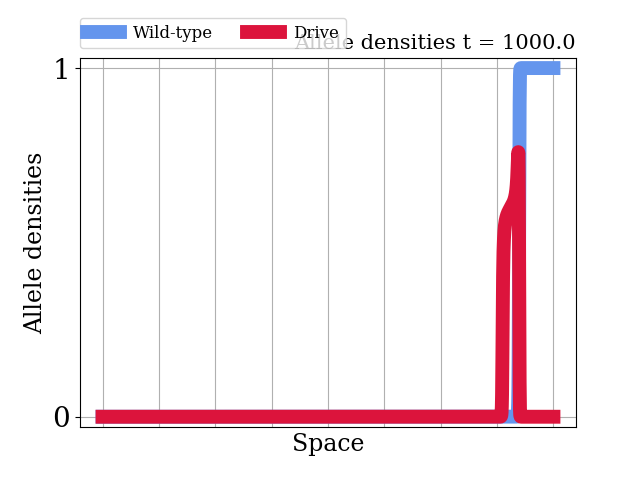 Wild-type Drive
Allele densities t = 1000.0
1
Allele densities
0
Space